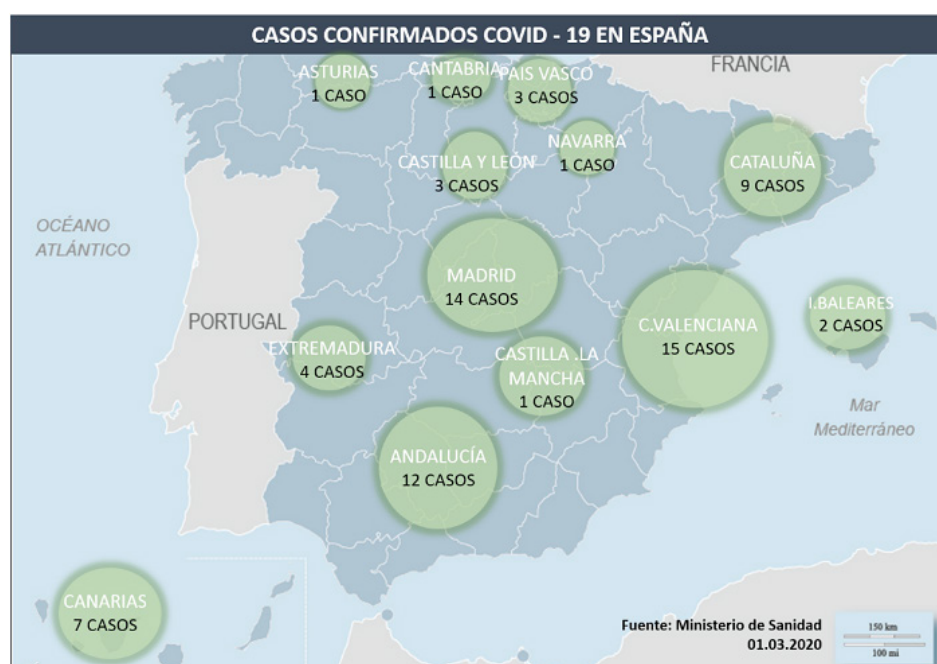 CASOS CONFIRMADOS COVID - 19 EN ESPAÑA
FRANCIA
ASTURIAS
1 CASO
CANTABRIA
1 CASO
PAIS VASCO
3 CASOS
NAVARRA
1 CASO
CASTILLA Y LEÓN
3 CASOS
CATALUÑA
9 CASOS
OCÉANO
ATLÁNTICO
MADRID
14 CASOS
PORTUGAL
C.VALENCIANA
15 CASOS
I.BALEARES
2 CASOS
EXTREMADURA
4 CASOS
CASTILLA .LA
MANCHA
1 CASO
Mar
Mediterráneo
ANDALUCÍA
12 CASOS
CANARIAS
7 CASOS
Fuente: Ministerio de Sanidad
01.03.2020
150 km
100 mi